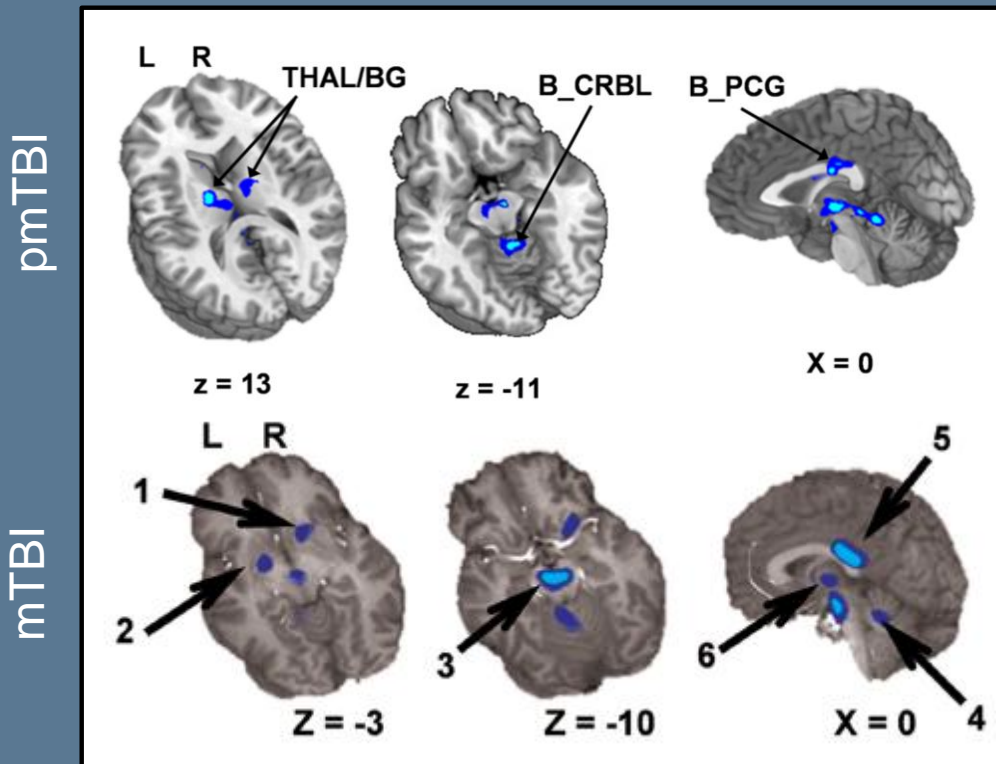 pmTBI
L R
THAL/BG
B_CRBL
B_PCG
z = 13
z = -11
X = 0
mTBI
L R
1
2
3
5
6
4
Z = -3
Z = -10
X = 0